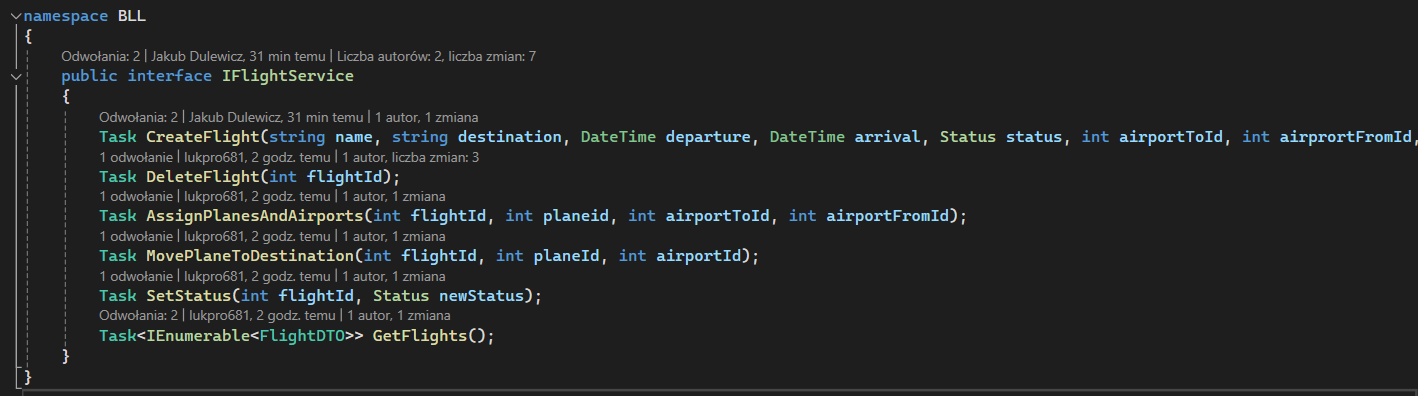 namespace BLL
{
Odwołania: 2 | Jakub Dulewicz, 31 min temu | Liczba autorów: 2, liczba zmian: 7
public interface IFlightService
{
Odwołania: 2 | Jakub Dulewicz, 31 min temu | 1 autor, 1 zmiana
Task CreateFlight(string name, string destination, DateTime departure, DateTime arrival, Status status, int airportToId, int airprortFromId,
1 odwołanie | lukpro681, 2 godz. temu | 1 autor, liczba zmian: 3
Task DeleteFlight(int flightId);
1 odwołanie | lukpro681, 2 godz. temu | 1 autor, 1 zmiana
Task AssignPlanesAndAirports(int flightId, int planeid, int airportToId, int airportFromId);
1 odwołanie | lukpro681, 2 godz. temu | 1 autor, 1 zmiana
Task MovePlaneToDestination(int flightId, int planeId, int airportId);
1 odwołanie | lukpro681, 2 godz. temu | 1 autor, 1 zmiana
Task SetStatus(int flightId, Status newStatus);
Odwołania: 2 | lukpro681, 2 godz. temu | 1 autor, 1 zmiana
Task<IEnumerable<FlightDTO>> GetFlights();
}
}